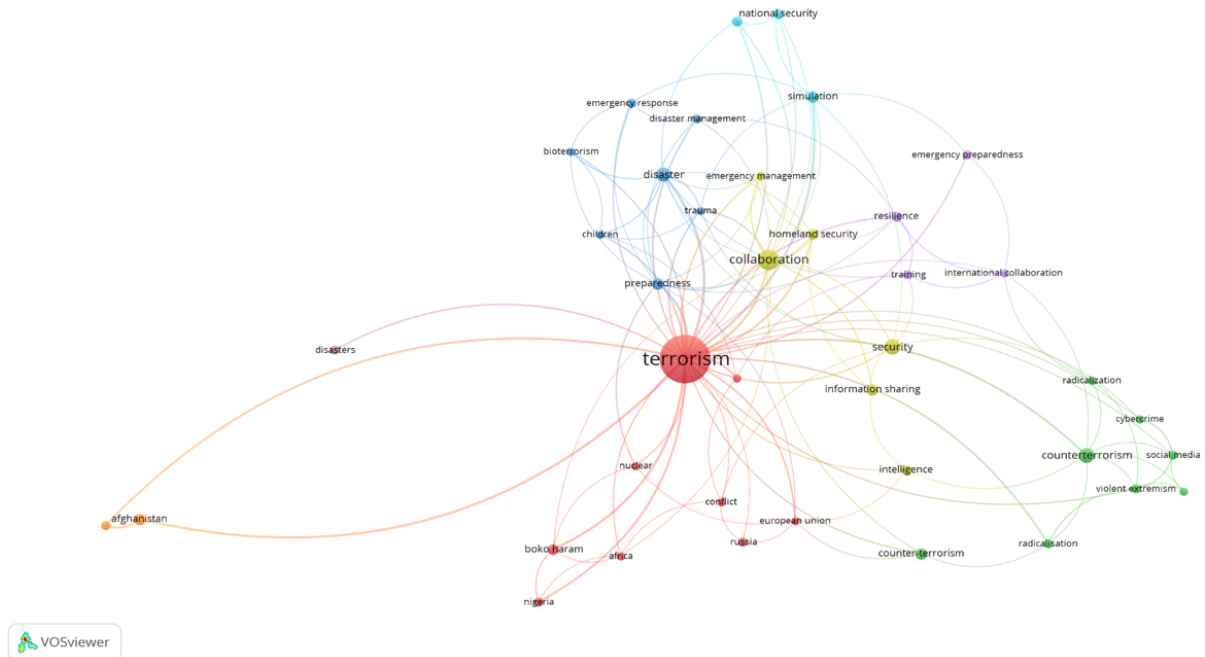 national security
simulation
emergency response
disaster management
bioterrorism
emergency preparedness
disaster
emergency management
trauma
resilience
children
homeland security
collaboration
training
international collaboration
preparedness
disasters
terrorism
security
radicalization
information sharing
cybercrime
counterterrorism
social media
nuclear
intelligence
violent extremism
conflict
afghanistan
european union
boko haram
africa
russia
counter-terrorism
radicalisation
nigeria
VOSviewer